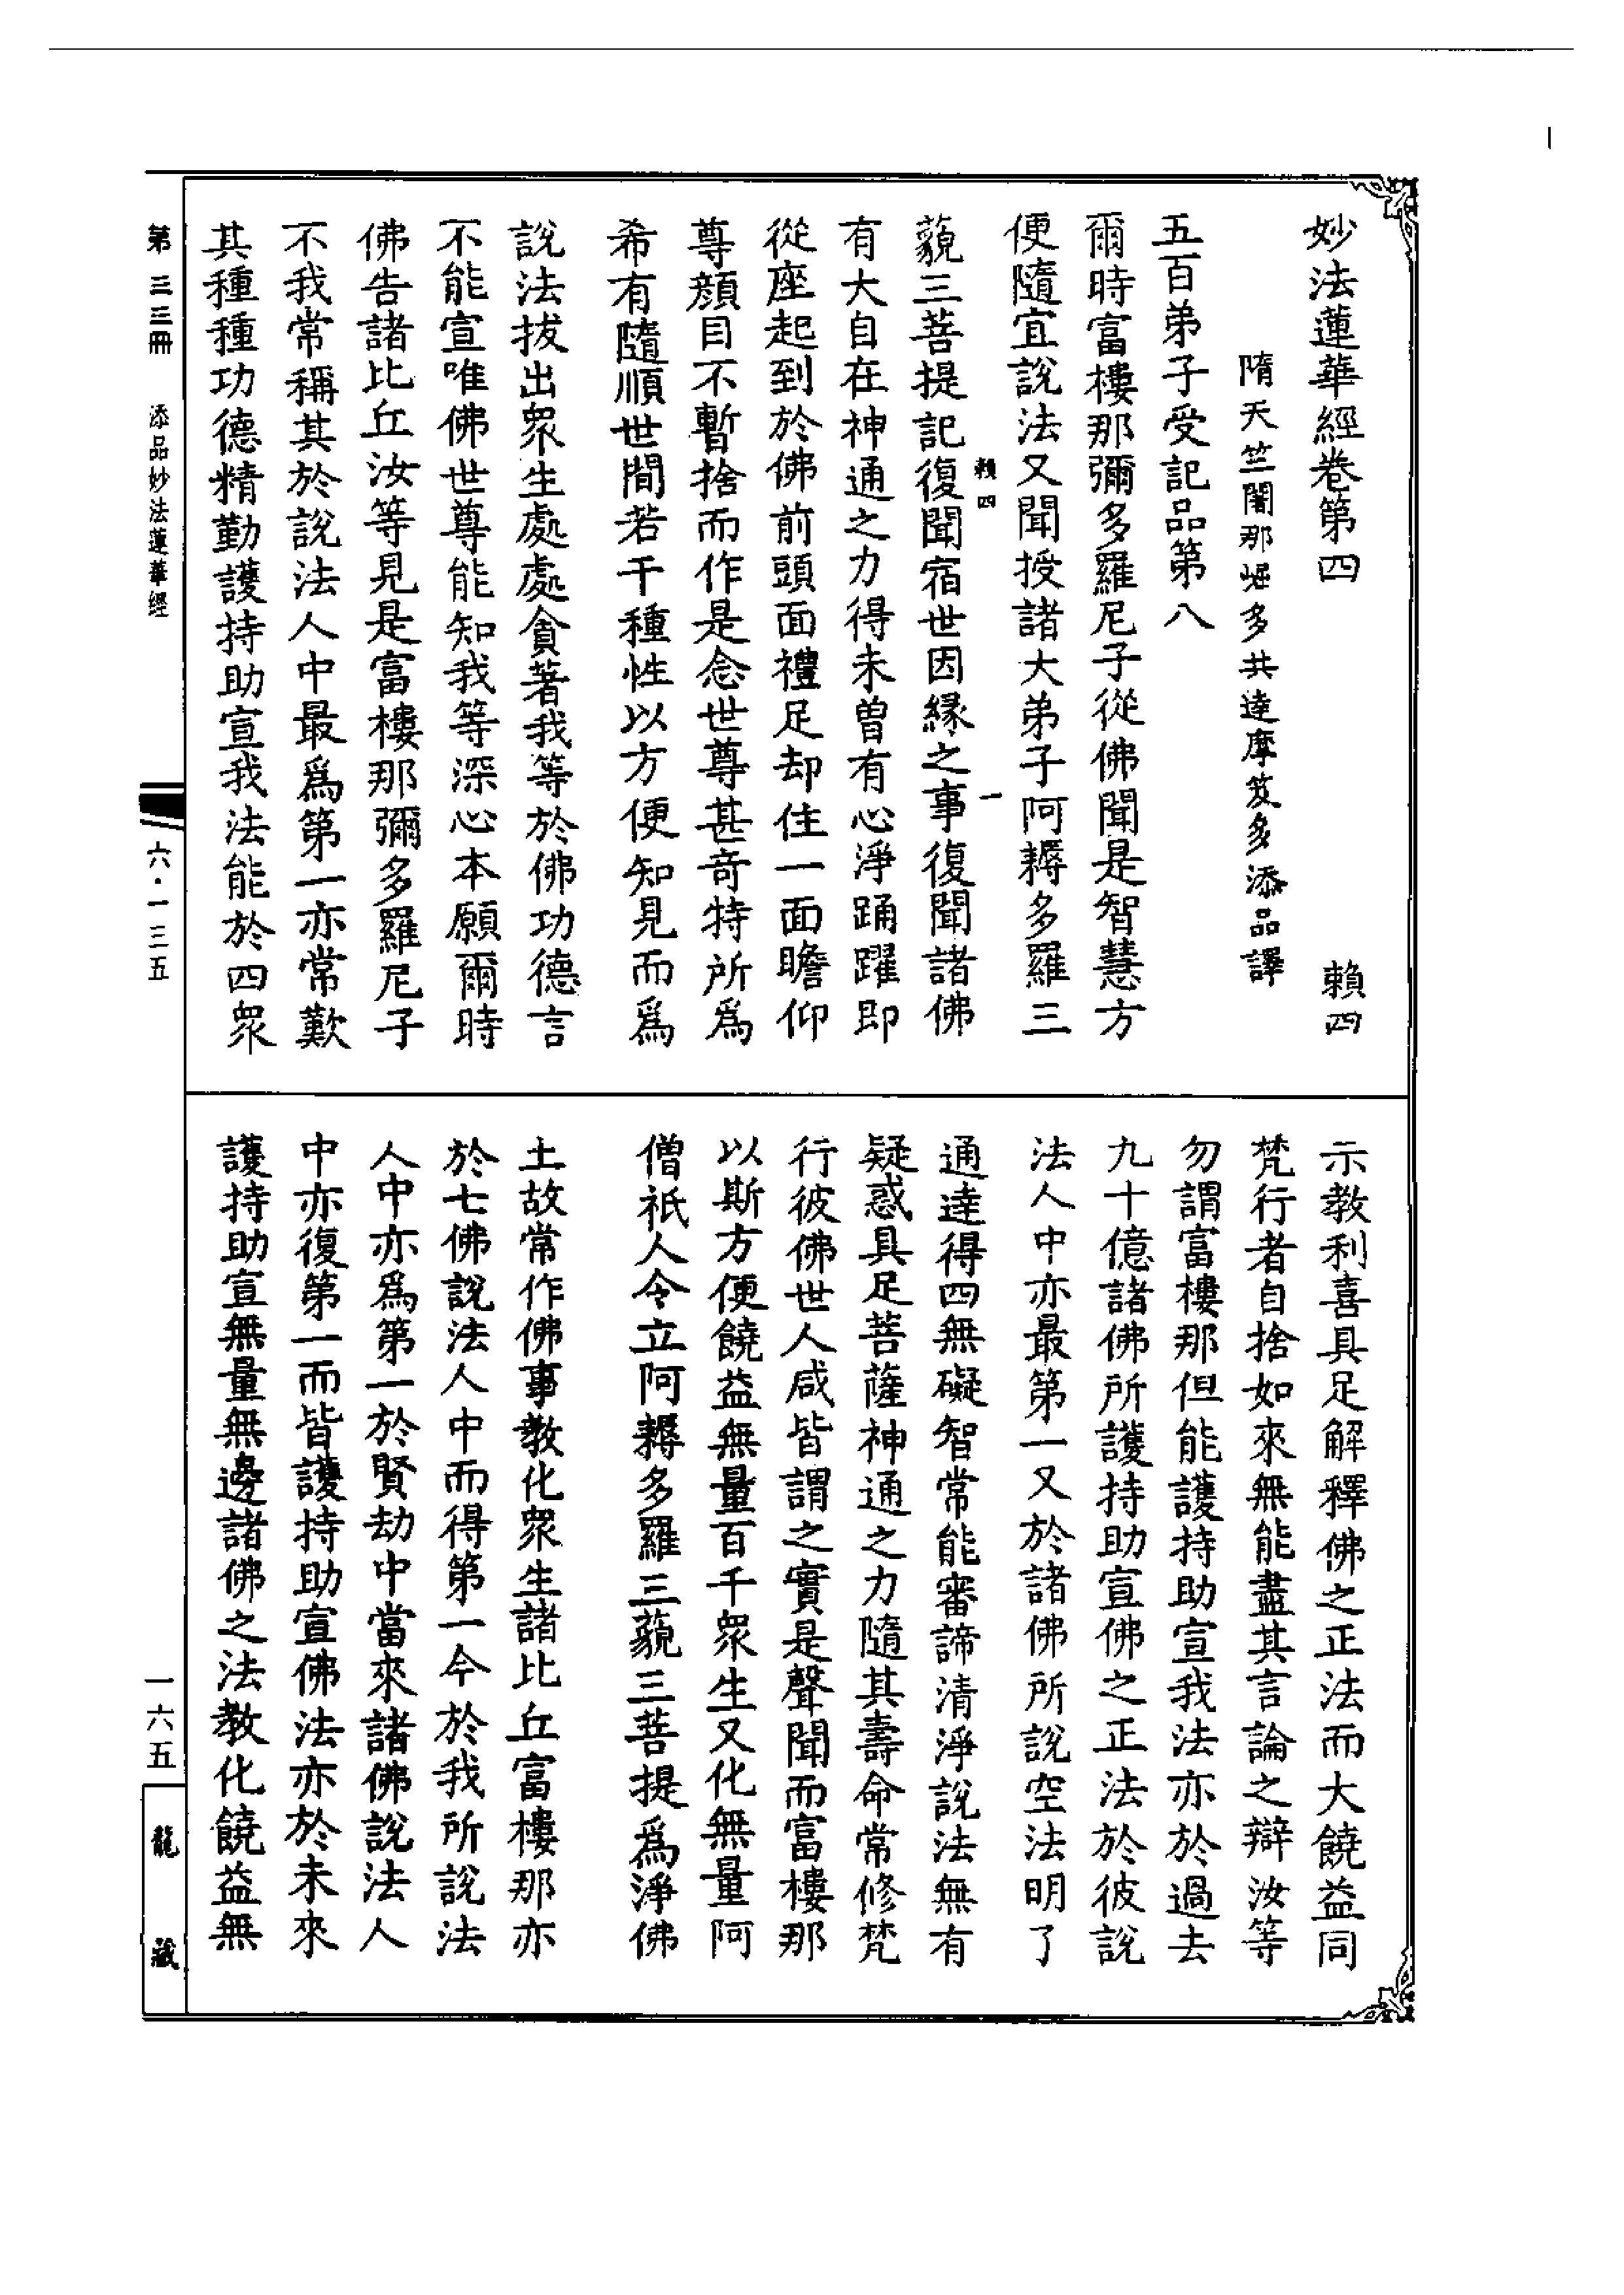 妙法蓮華經卷第四 賴四
隋天竺闍那崛多共達摩笈多添品譯
五百弟子受記品第八
爾時富樓那彌多羅尼子從佛聞是智慧方
便隨宜說法又聞授諸大弟子阿耨多羅三
賴四 一
藐三菩提記復聞宿世因緣之事復聞諸佛
有大自在神通之力得未曾有心淨踊躍即
從座起到於佛前頭面禮足却住一面瞻仰
尊顏目不暫捨而作是念世尊甚奇特所爲
希有隨順世間若干種性以方便知見而爲
說法拔出眾生處處貪著我等於佛功德言
不能宣唯佛世尊能知我等深心本願爾時
佛告諸比丘汝等見是富樓那彌多羅尼子
不我常稱其於說法人中最爲第一亦常歎
其種種功德精勤護持助宣我法能於四眾
示教利喜具足解釋佛之正法而大饒益同
梵行者自捨如來無能盡其言論之辯汝等
勿謂富樓那但能護持助宣我法亦於過去
九十億諸佛所護持助宣佛之正法於彼說
法人中亦最第一又於諸佛所說空法明了
通達得四無礙智常能審諦清淨說法無有
疑惑具足菩薩神通之力隨其壽命常修梵
行彼佛世人咸皆謂之實是聲聞而富樓那
以斯方便饒益無量百千眾生又化無量阿
僧祇人令立阿耨多羅三藐三菩提爲淨佛
土故常作佛事教化眾生諸比丘富樓那亦
於七佛說法人中而得第一今於我所說法
人中亦爲第一於賢劫中當來諸佛說法人
中亦復第一而皆護持助宣佛法亦於未來
護持助宣無量無邊諸佛之法教化饒益無
第三三冊 添品妙法蓮華經 六·一三五 一六五 龍藏